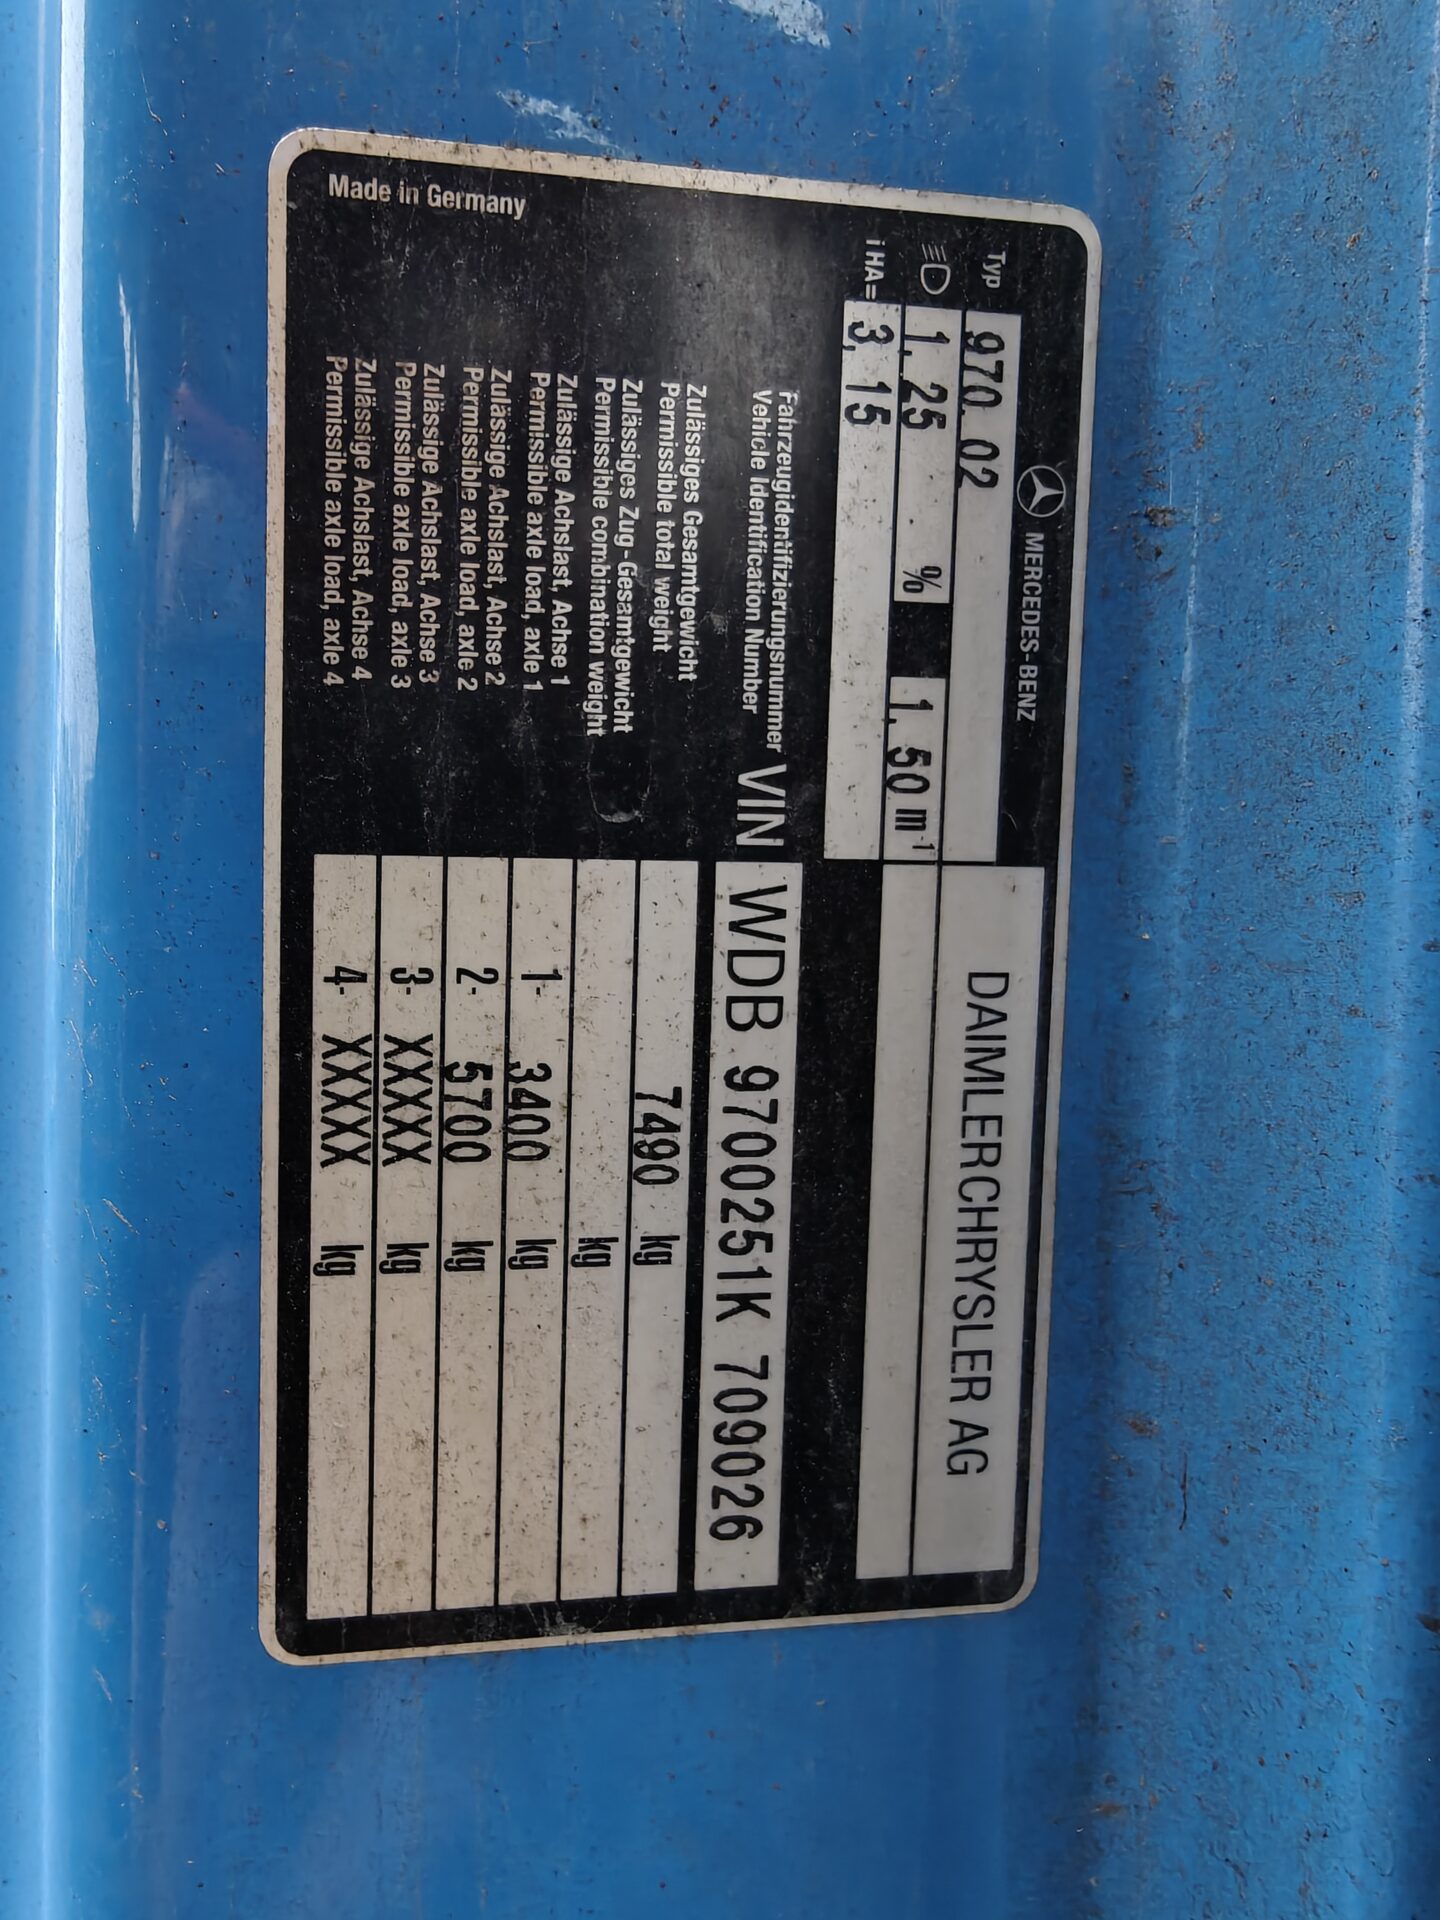 MERCEDES-BENZ
DAIMLERCHRYSLER AG
Typ 970.02
1,25 % 1,50 m-1
i HA= 3,15
Fahrzeugidentifizierungsnummer
Vehicle Identification Number
VIN WDB 9700251K 709026
Zulässiges Gesamtgewicht
Permissible total weight
7490 kg
Zulässiges Zug-Gesamtgewicht
Permissible combination weight
kg
Zulässige Achslast, Achse 1
Permissible axle load, axle 1
1- 3400 kg
Zulässige Achslast, Achse 2
Permissible axle load, axle 2
2- 5700 kg
Zulässige Achslast, Achse 3
Permissible axle load, axle 3
3- XXXXX kg
Zulässige Achslast, Achse 4
Permissible axle load, axle 4
4- XXXXX kg
Made in Germany